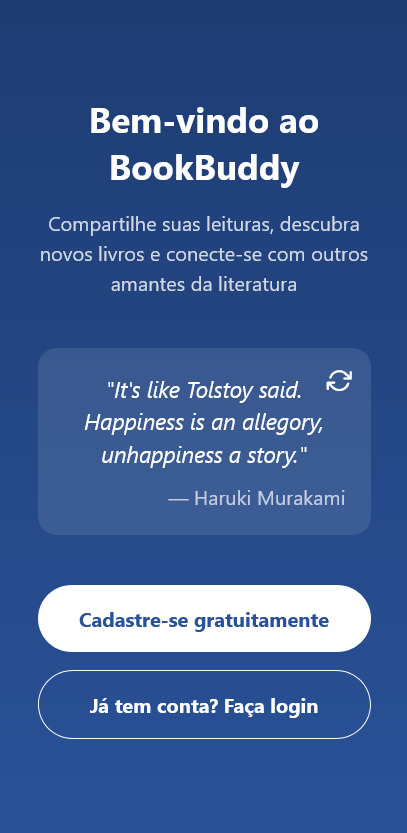 Bem-vindo ao
BookBuddy
Compartilhe suas leituras, descubra
novos livros e conecte-se com outros
amantes da literatura
"It's like Tolstoy said.
Happiness is an allegory,
unhappiness a story."
— Haruki Murakami
Cadastre-se gratuitamente
Já tem conta? Faça login